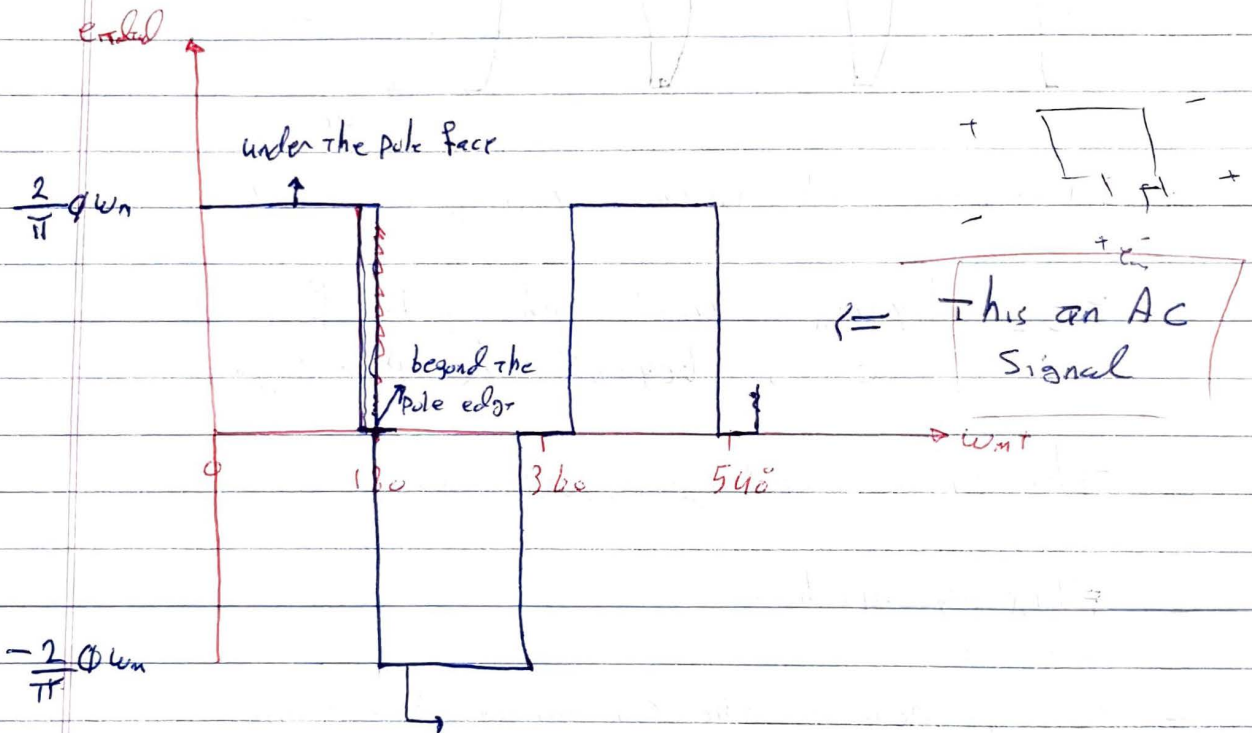 under the pole face
+
-
2/π ϕ ωm
+
-
+ -
This an AC
Signal
<=
beyond the
pole edge
ωmt
0
180
360
540°
-2/π ϕ ωm